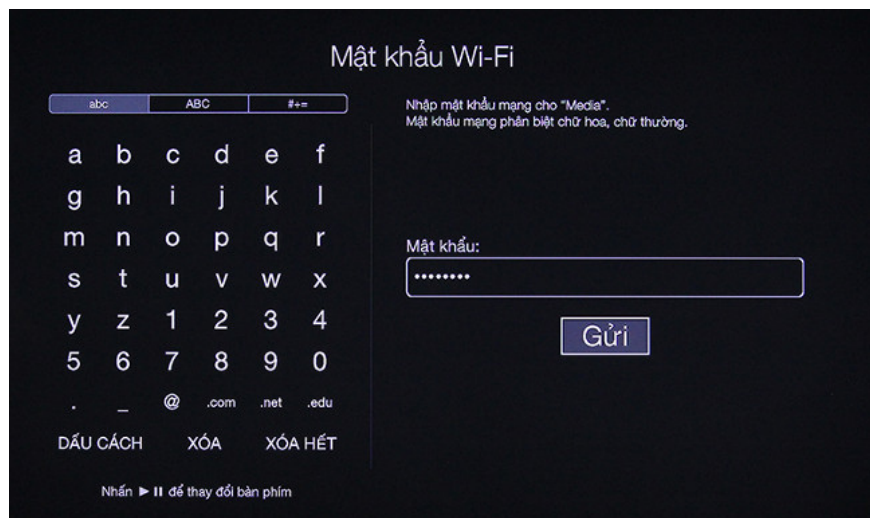 Mật khẩu Wi-Fi
abc ABC #+=
a b c d e f
g h i j k l
m n o p q r
s t u v w x
y z 1 2 3 4
5 6 7 8 9 0
. _ @ .com .net .edu
DẤU CÁCH XÓA XÓA HẾT
Nhấn ►II để thay đổi bàn phím
Nhập mật khẩu mạng cho “Media”.
Mật khẩu mạng phân biệt chữ hoa, chữ thường.
Mật khẩu:
••••••••
Gửi